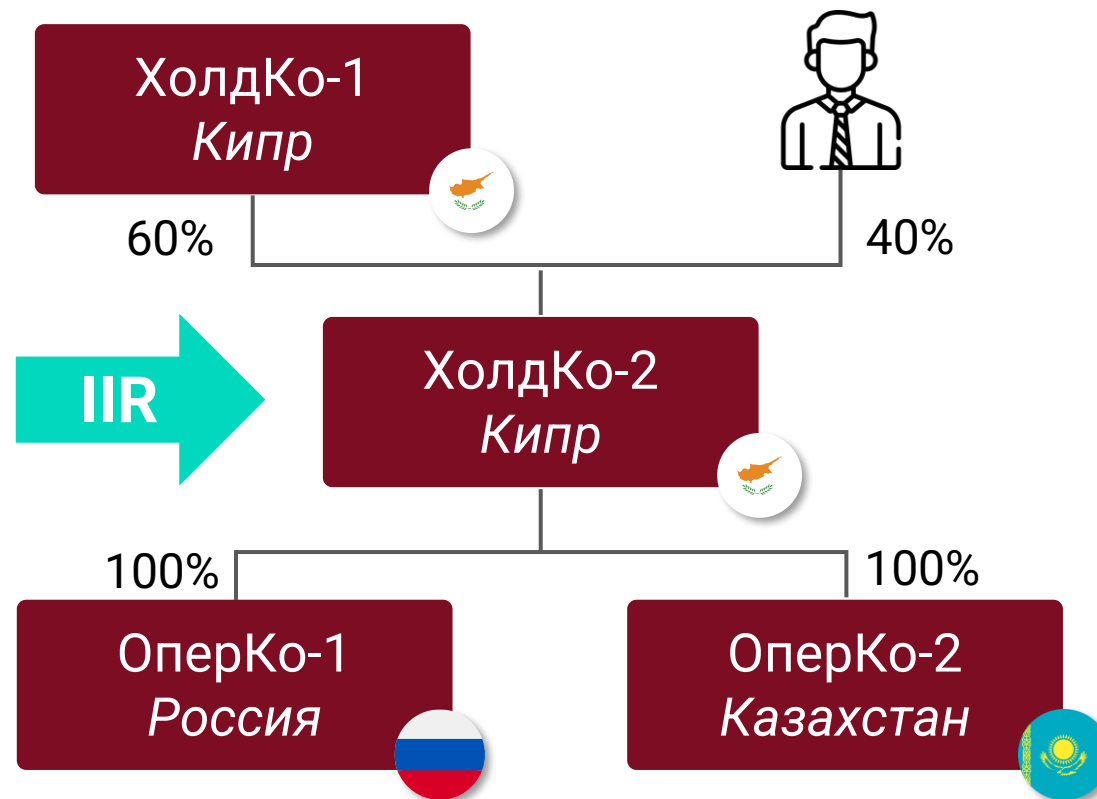 ХолдКо-1
Кипр
60%
40%
IIR
ХолдКо-2
Кипр
100%
100%
ОперКо-1
Россия
ОперКо-2
Казахстан